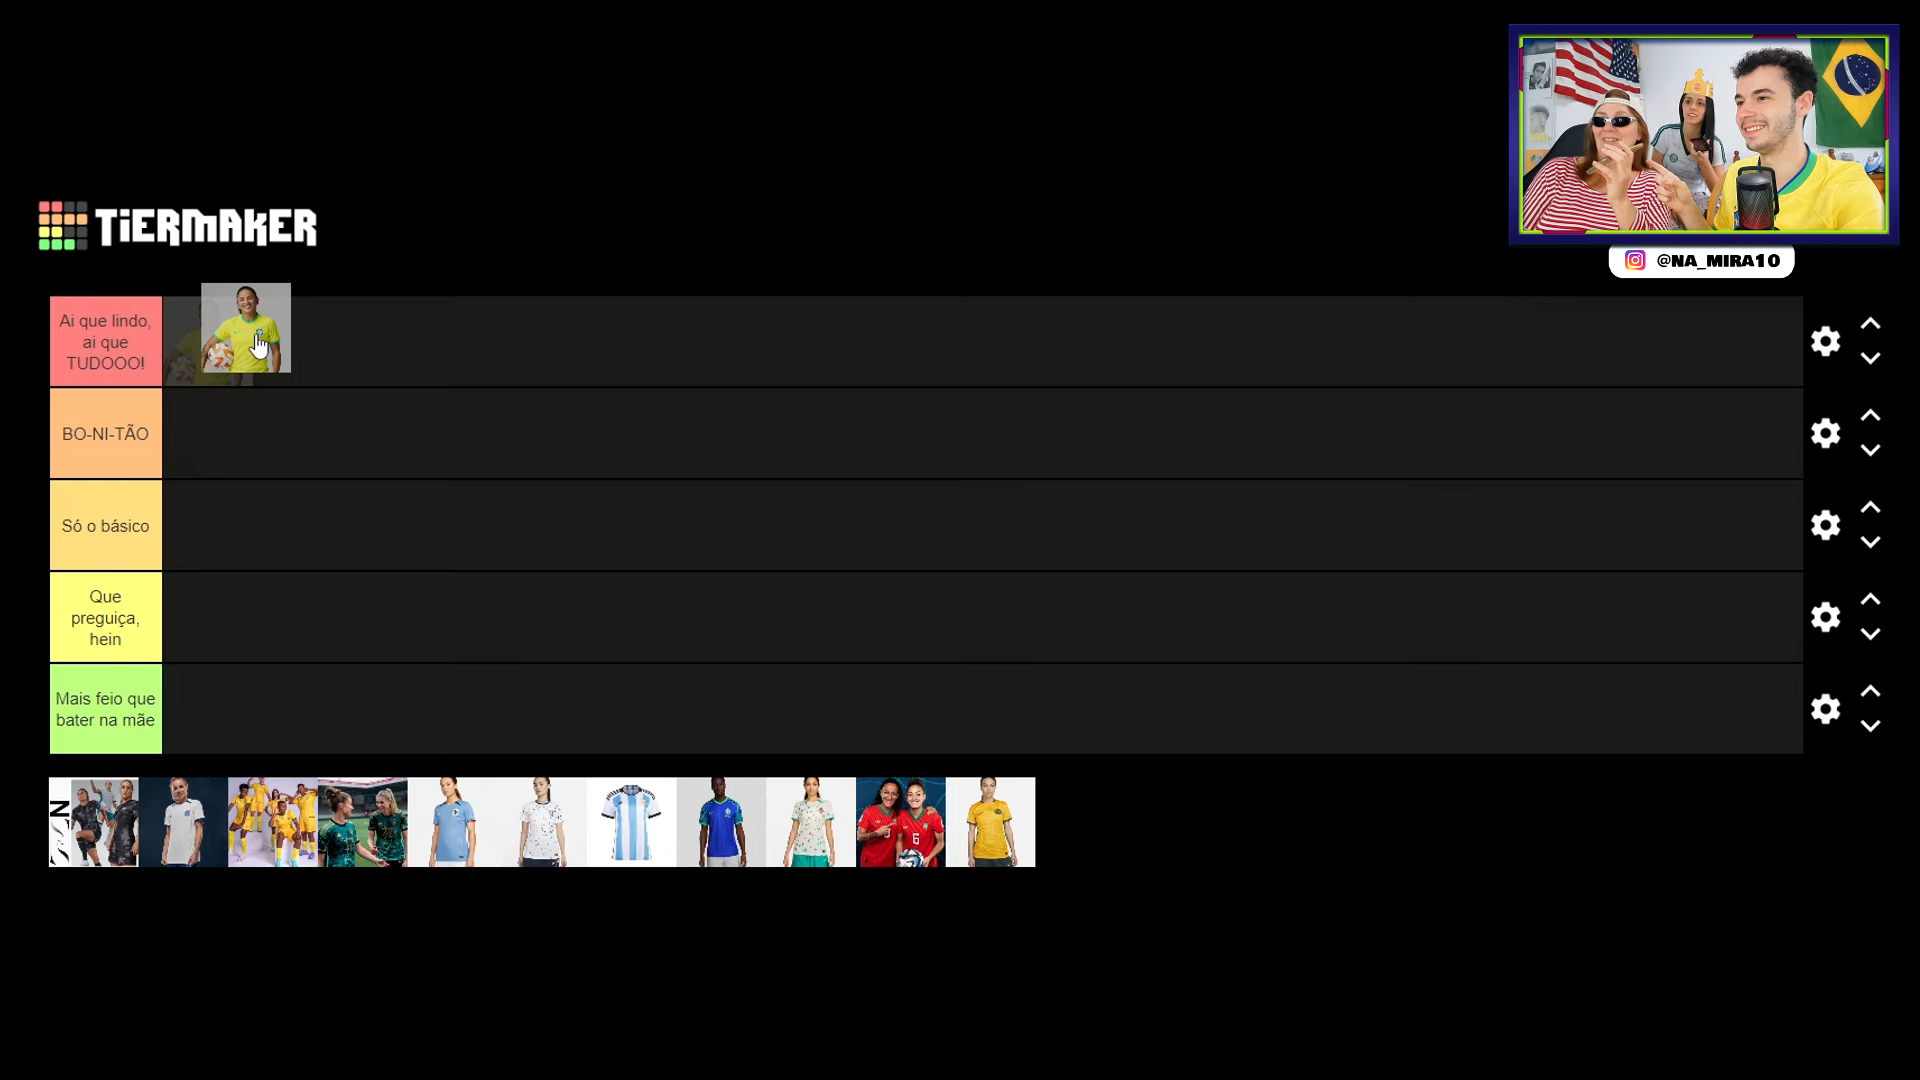 TiERMAKER
@NA_MIRA10
Ai que lindo,
ai que
TUDOOO!
BO-NI-TÃO
Só o básico
Que
preguiça,
hein
Mais feio que
bater na mãe
N
6